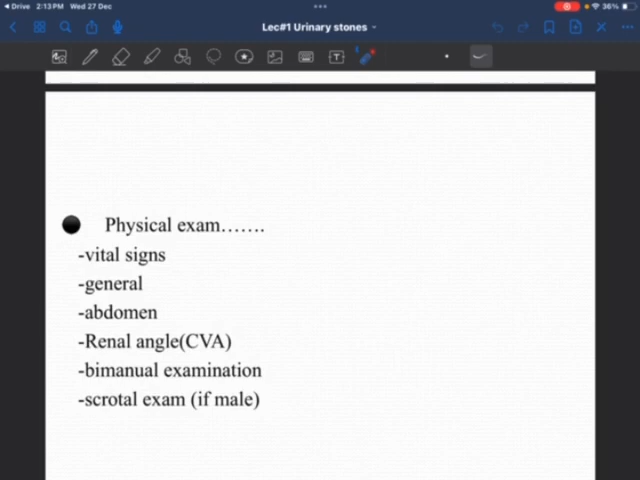 Drive 2:13 PM Wed 27 Dec 36%
Lec#1 Urinary stones
Physical exam…….
-vital signs
-general
-abdomen
-Renal angle(CVA)
-bimanual examination
-scrotal exam (if male)